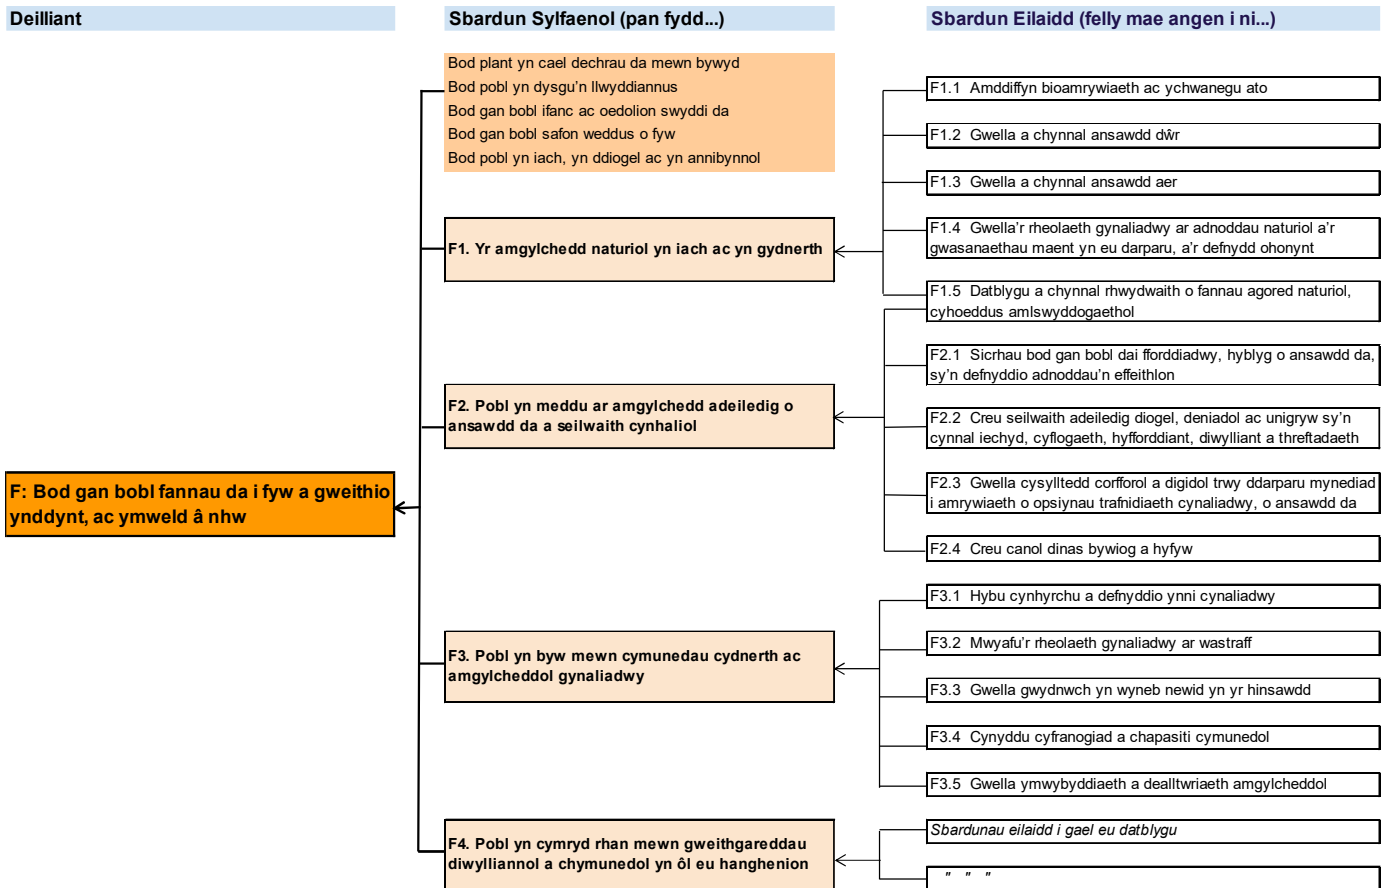 Deilliant
Sbardun Sylfaenol (pan fydd...)
Sbardun Eilaidd (felly mae angen i ni...)
Bod plant yn cael dechrau da mewn bywyd
Bod pobl yn dysgu'n llwyddiannus
Bod gan bobl ifanc ac oedolion swyddi da
Bod gan bobl safon weddus o fyw
Bod pobl yn iach, yn ddiogel ac yn annibynnol
F1.1 Amddiffyn bioamrywiaeth ac ychwanegu ato
F1.2 Gwella a chynnal ansawdd dŵr
F1.3 Gwella a chynnal ansawdd aer
F1. Yr amgylchedd naturiol yn iach ac yn gydnerth
F1.4 Gwella'r rheolaeth gynaliadwy ar adnoddau naturiol a'r
gwasanaethau maent yn eu darparu, a'r defnydd ohonynt
F1.5 Datblygu a chynnal rhwydwaith o fannau agored naturiol,
cyhoeddus amlswyddogaethol
F2.1 Sicrhau bod gan bobl dai fforddiadwy, hyblyg o ansawdd da,
sy'n defnyddio adnoddau'n effeithlon
F2. Pobl yn meddu ar amgylchedd adeiledig o
ansawdd da a seilwaith cynhaliol
F2.2 Creu seilwaith adeiledig diogel, deniadol ac unigryw sy'n
cynnal iechyd, cyflogaeth, hyfforddiant, diwylliant a threftadaeth
F: Bod gan bobl fannau da i fyw a gweithio
ynddynt, ac ymweld â nhw
F2.3 Gwella cysylltedd corfforol a digidol trwy ddarparu mynediad
i amrywiaeth o opsiynau trafnidiaeth cynaliadwy, o ansawdd da
F2.4 Creu canol dinas bywiog a hyfyw
F3.1 Hybu cynhyrchu a defnyddio ynni cynaliadwy
F3.2 Mwyafu'r rheolaeth gynaliadwy ar wastraff
F3. Pobl yn byw mewn cymunedau cydnerth ac
amgylcheddol gynaliadwy
F3.3 Gwella gwydnwch yn wyneb newid yn yr hinsawdd
F3.4 Cynyddu cyfranogiad a chapasiti cymunedol
F3.5 Gwella ymwybyddiaeth a dealltwriaeth amgylcheddol
F4. Pobl yn cymryd rhan mewn gweithgareddau
diwylliannol a chymunedol yn ôl eu hanghenion
Sbardunau eilaidd i gael eu datblygu
" " "